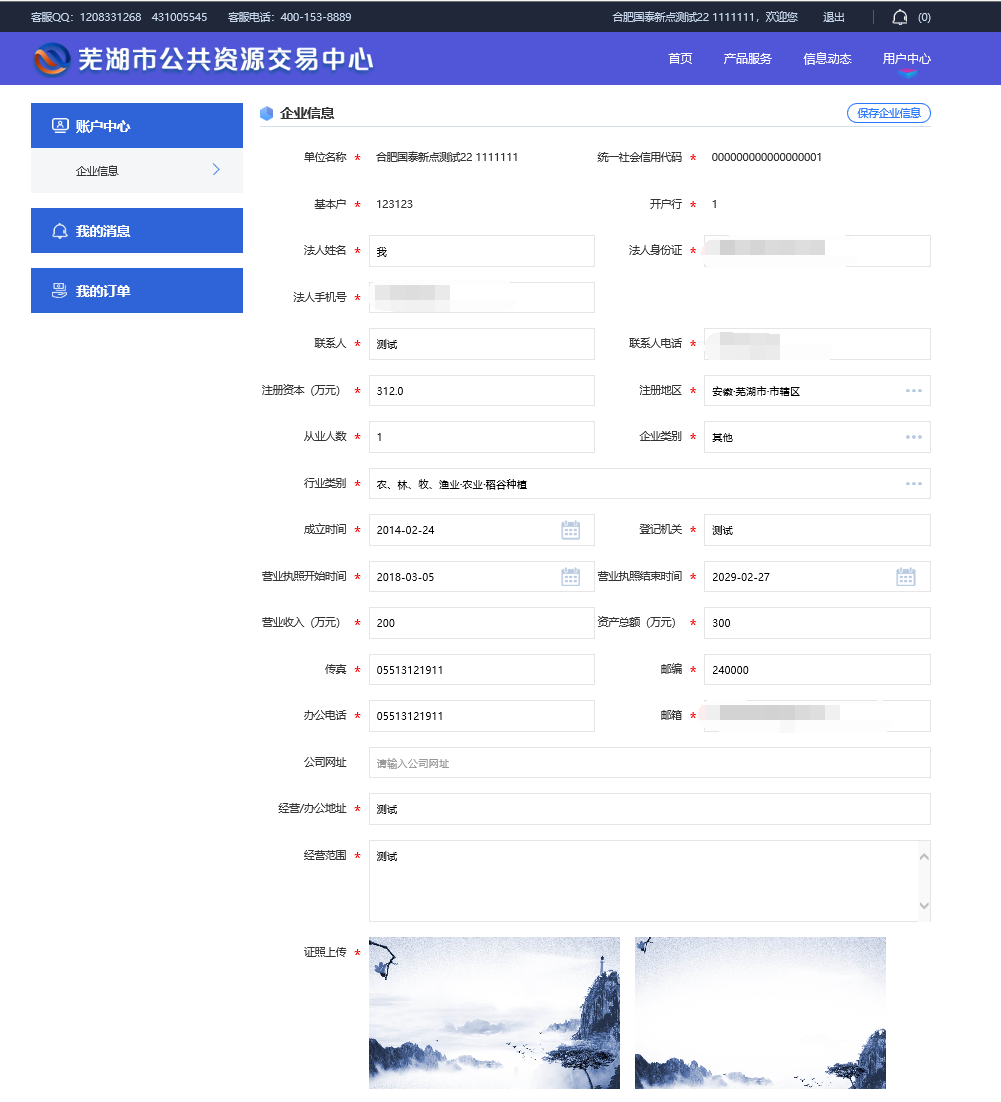 客服QQ：1208331268 431005545 客服电话：400-153-8889 合肥国泰新点测试22 1111111，欢迎您 退出 (0)
芜湖市公共资源交易中心 首页 产品服务 信息动态 用户中心
账户中心
企业信息
我的消息
我的订单
企业信息 保存企业信息
单位名称 * 合肥国泰新点测试22 1111111 统一社会信用代码 * 000000000000000001
基本户 * 123123 开户行 * 1
法人姓名 * 我 法人身份证 *
法人手机号 *
联系人 * 测试 联系人电话 *
注册资本（万元） * 312.0 注册地区 * 安徽·芜湖市·市辖区
从业人数 * 1 企业类别 * 其他
行业类别 * 农、林、牧、渔业·农业·稻谷种植
成立时间 * 2014-02-24 登记机关 * 测试
营业执照开始时间 * 2018-03-05 营业执照结束时间 * 2029-02-27
营业收入（万元） * 200 资产总额（万元） * 300
传真 * 05513121911 邮编 * 240000
办公电话 * 05513121911 邮箱 *
公司网址 请输入公司网址
经营/办公地址 * 测试
经营范围 * 测试
证照上传 *